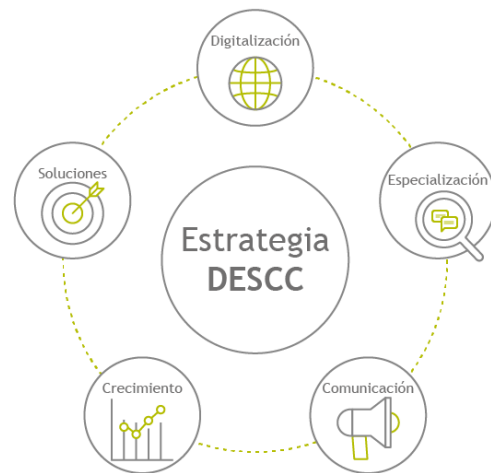 Digitalización
Soluciones
Especialización
Estrategia
DESCC
Crecimiento
Comunicación